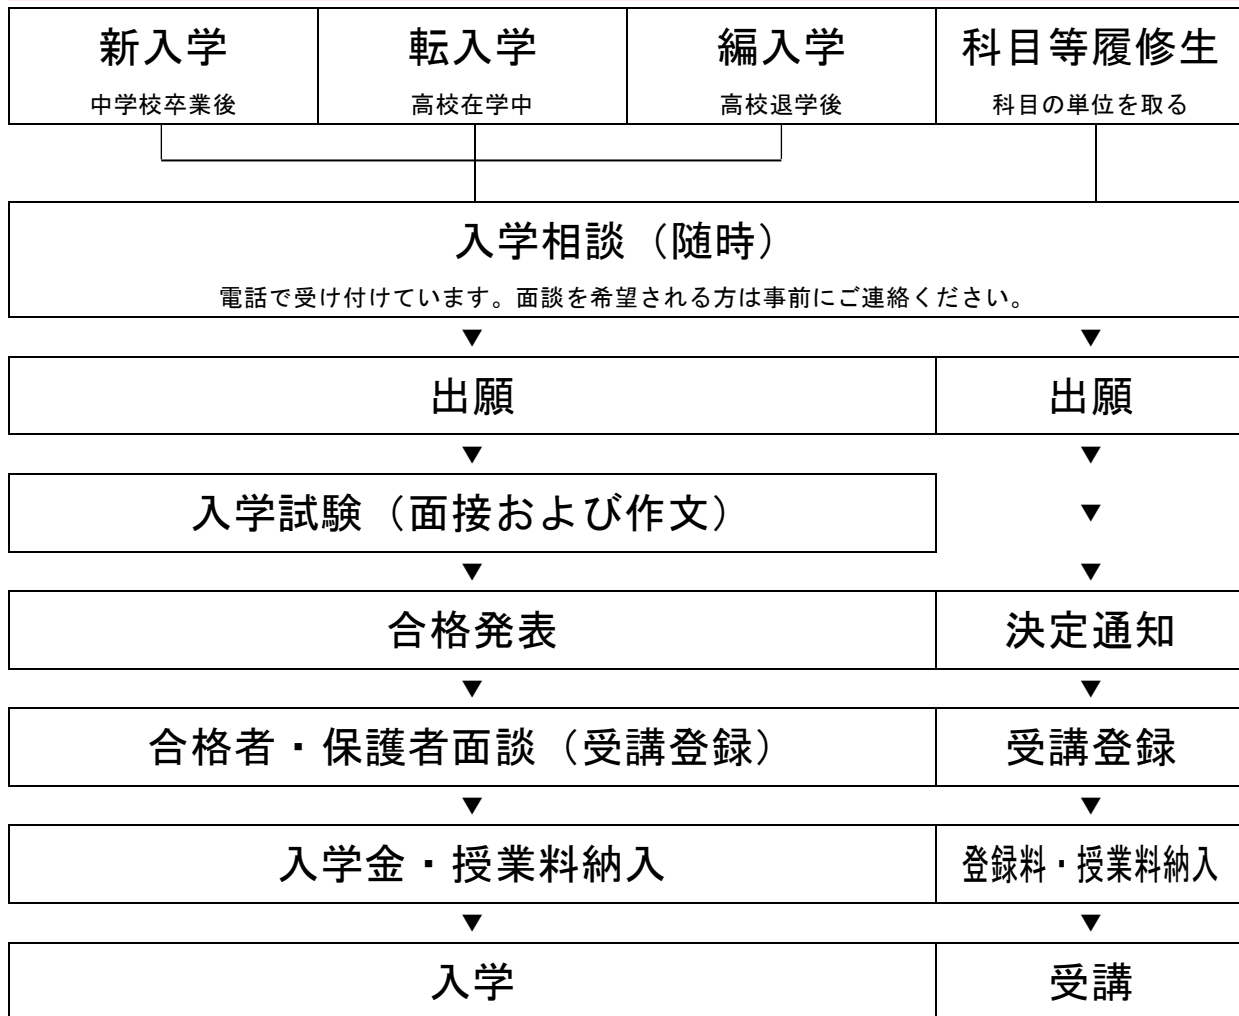 新入学
中学校卒業後
転入学
高校在学中
編入学
高校退学後
科目等履修生
科目の単位を取る
入学相談（随時）
電話で受け付けています。面談を希望される方は事前にご連絡ください。
▼ ▼
出願 出願
▼ ▼
入学試験（面接および作文） ▼
▼ ▼
合格発表 決定通知
▼ ▼
合格者・保護者面談（受講登録） 受講登録
▼ ▼
入学金・授業料納入 登録料・授業料納入
▼ ▼
入学 受講